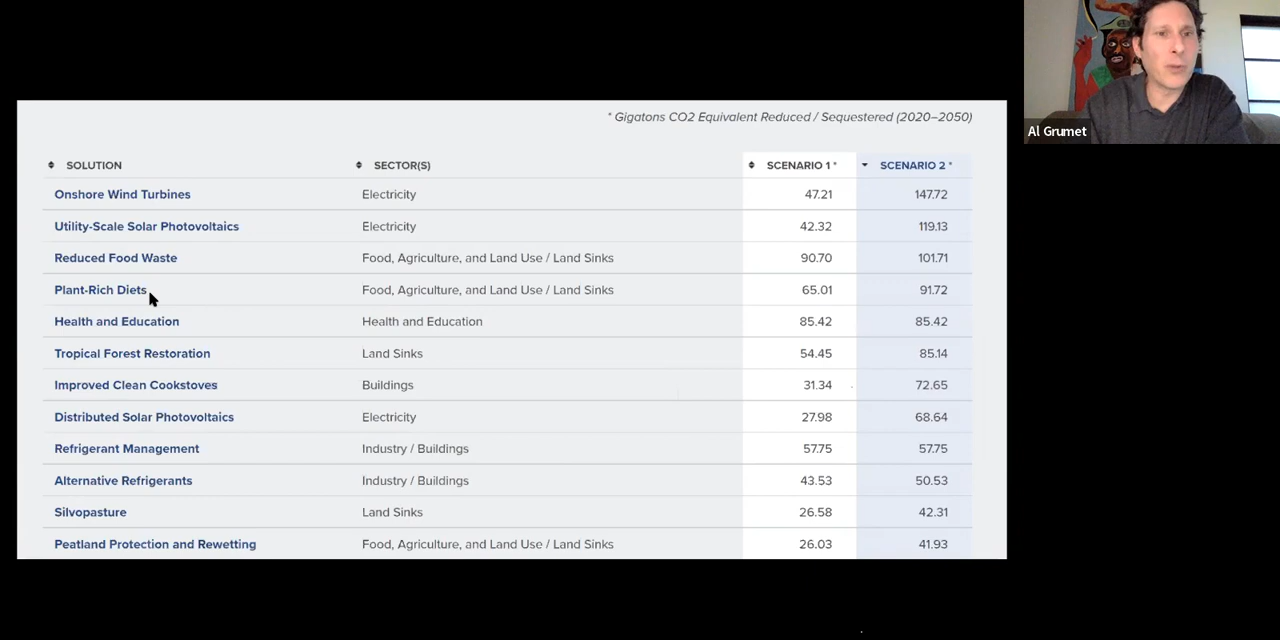 * Gigatons CO2 Equivalent Reduced / Sequestered (2020–2050)
SOLUTION SECTOR(S) SCENARIO 1 * SCENARIO 2 *
Onshore Wind Turbines Electricity 47.21 147.72
Utility-Scale Solar Photovoltaics Electricity 42.32 119.13
Reduced Food Waste Food, Agriculture, and Land Use / Land Sinks 90.70 101.71
Plant-Rich Diets Food, Agriculture, and Land Use / Land Sinks 65.01 91.72
Health and Education Health and Education 85.42 85.42
Tropical Forest Restoration Land Sinks 54.45 85.14
Improved Clean Cookstoves Buildings 31.34 72.65
Distributed Solar Photovoltaics Electricity 27.98 68.64
Refrigerant Management Industry / Buildings 57.75 57.75
Alternative Refrigerants Industry / Buildings 43.53 50.53
Silvopasture Land Sinks 26.58 42.31
Peatland Protection and Rewetting Food, Agriculture, and Land Use / Land Sinks 26.03 41.93
Al Grumet